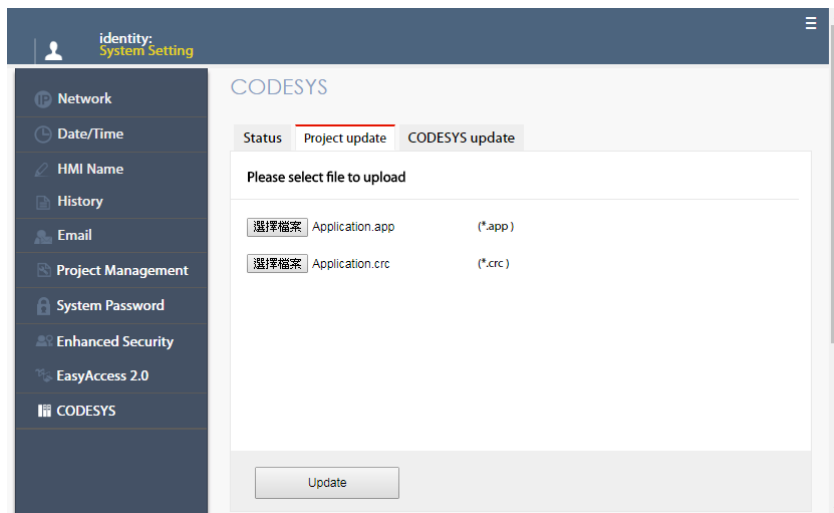 identity:
System Setting
Network
Date/Time
HMI Name
History
Email
Project Management
System Password
Enhanced Security
EasyAccess 2.0
CODESYS
CODESYS
Status Project update CODESYS update
Please select file to upload
選擇檔案 Application.app (*.app )
選擇檔案 Application.crc (*.crc )
Update